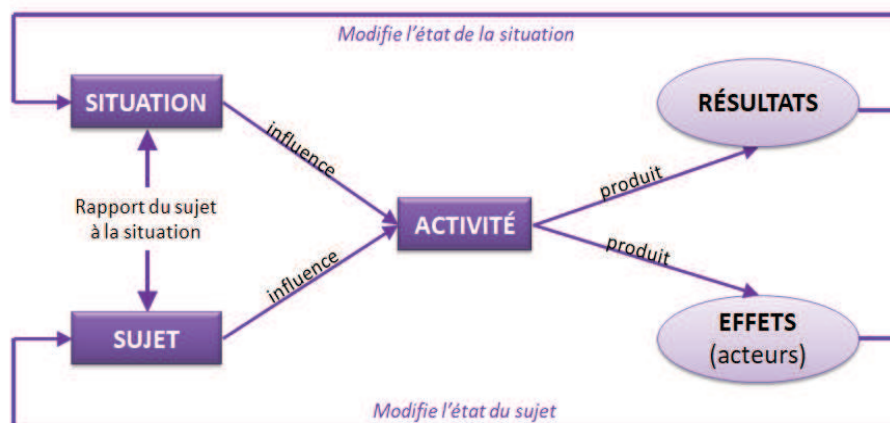 Modifie l'état de la situation
SITUATION
RÉSULTATS
influence
produit
Rapport du sujet
à la situation
ACTIVITÉ
influence
produit
SUJET
EFFETS
(acteurs)
Modifie l'état du sujet